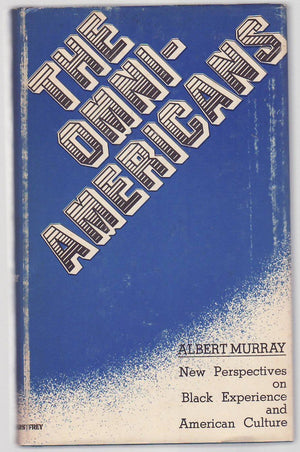 THE
OMNI-
AMERICANS
ALBERT MURRAY
New Perspectives
on
Black Experience
and
American Culture